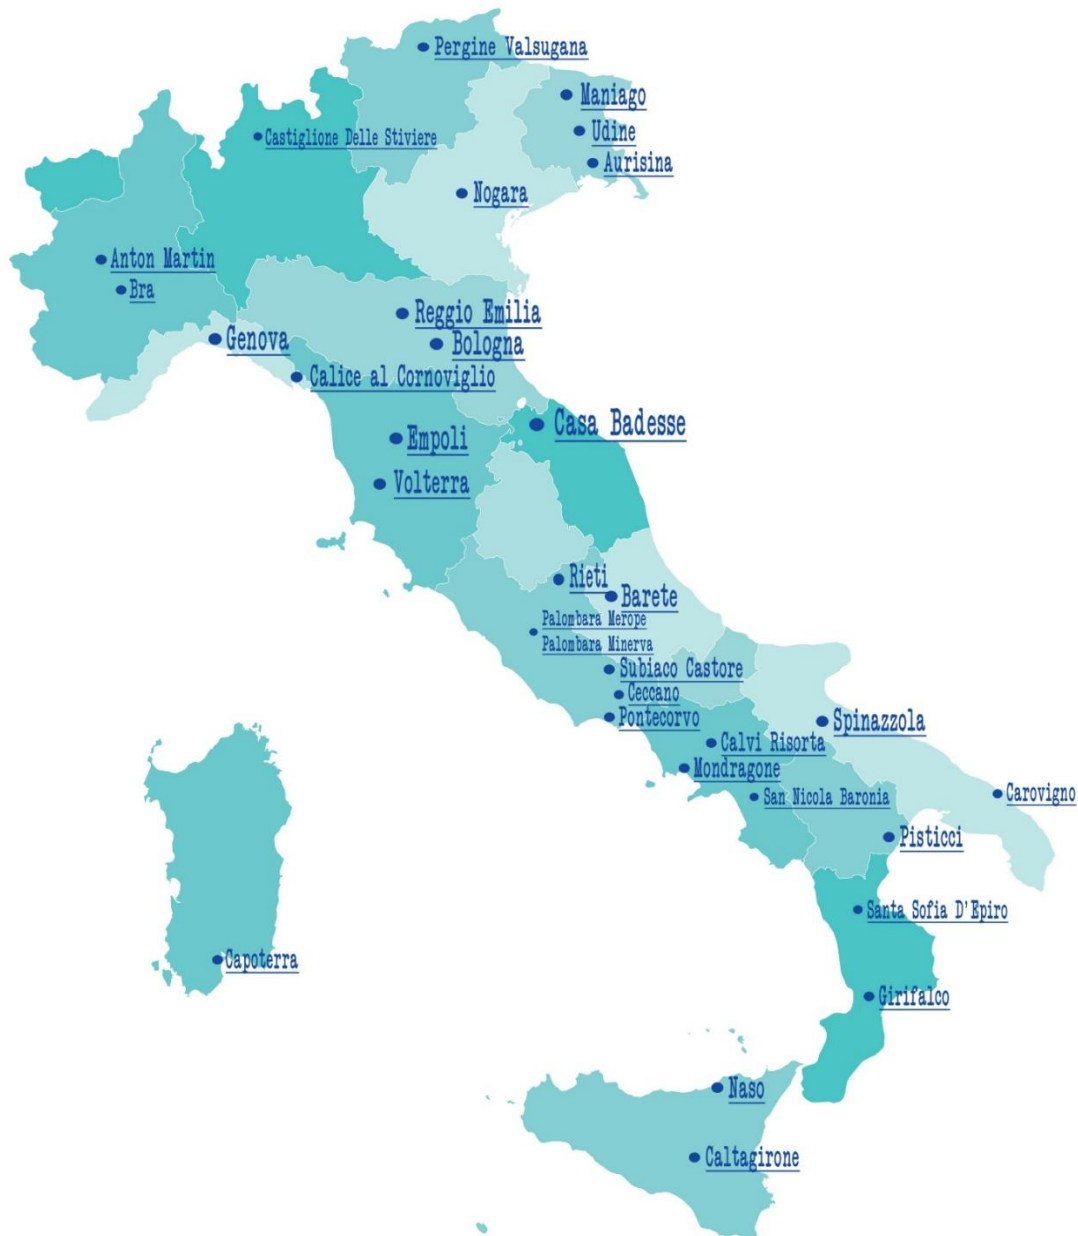 Pergine Valsugana
Maniago
Castiglione Delle Stiviere
Udine
Aurisina
Nogara
Anton Martin
Bra
Reggio Emilia
Genova
Bologna
Calice al Cornoviglio
Casa Badesse
Empoli
Volterra
Rieti
Barete
Palombara Merope
Palombara Minerva
Subiaco Castore
Ceccano
Pontecorvo
Spinazzola
Calvi Risorta
Mondragone
San Nicola Baronia
Carovigno
Pisticci
Santa Sofia D'Epiro
Capoterra
Girifalco
Naso
Caltagirone